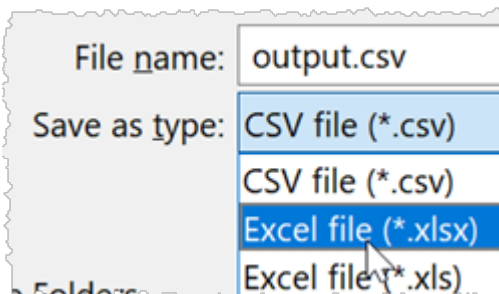 File name: output.csv
Save as type: CSV file (*.csv)
CSV file (*.csv)
Excel file (*.xlsx)
Excel file (*.xls)
Folders